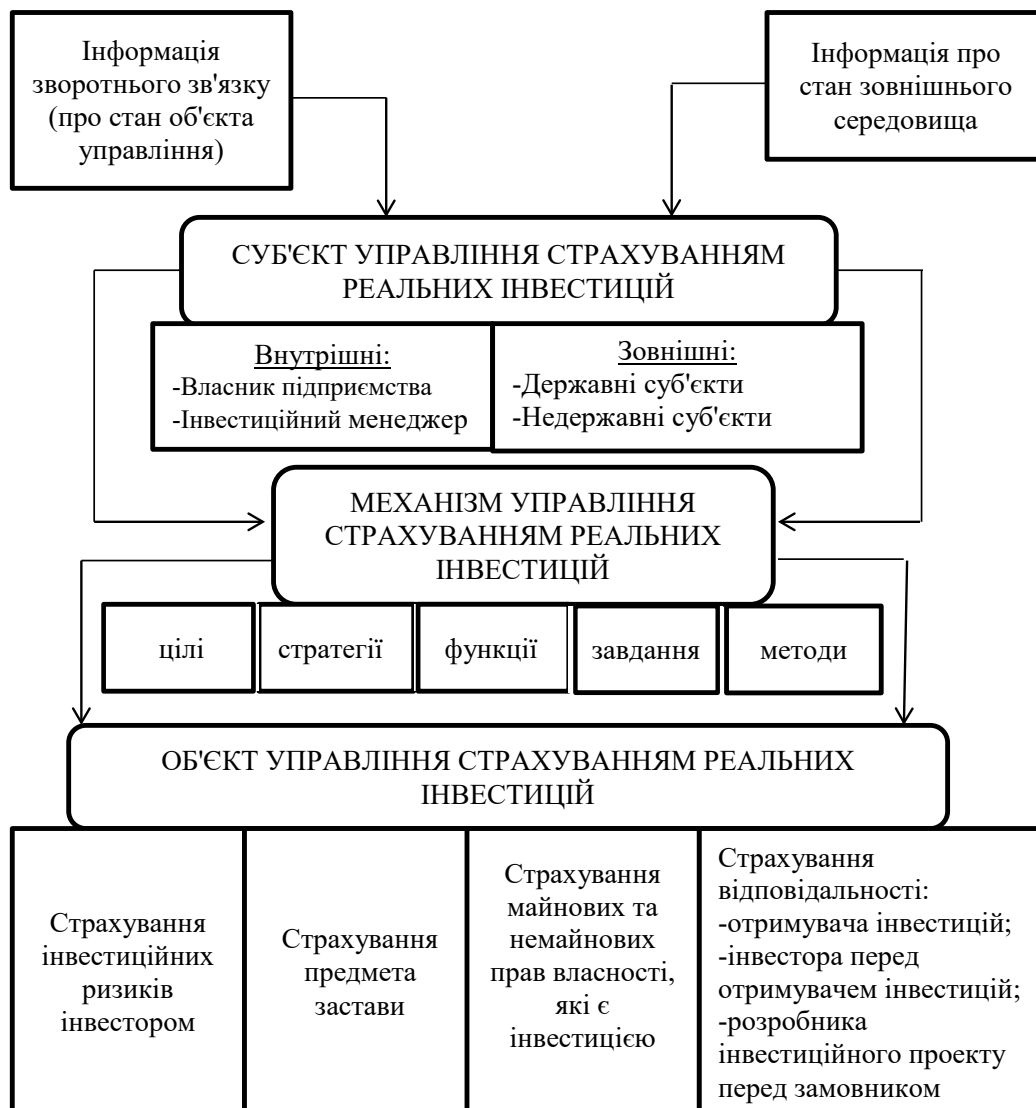 Інформація
зворотнього зв'язку
(про стан об'єкта
управління)
Інформація про
стан зовнішнього
середовища
СУБ'ЄКТ УПРАВЛІННЯ СТРАХУВАННЯМ
РЕАЛЬНИХ ІНВЕСТИЦІЙ
Внутрішні:
-Власник підприємства
-Інвестиційний менеджер
Зовнішні:
-Державні суб'єкти
-Недержавні суб'єкти
МЕХАНІЗМ УПРАВЛІННЯ
СТРАХУВАННЯМ РЕАЛЬНИХ
ІНВЕСТИЦІЙ
цілі
стратегії
функції
завдання
методи
ОБ'ЄКТ УПРАВЛІННЯ СТРАХУВАННЯМ РЕАЛЬНИХ
ІНВЕСТИЦІЙ
Страхування
інвестиційних
ризиків
інвестором
Страхування
предмета
застави
Страхування
майнових та
немайнових
прав власності,
які є
інвестицією
Страхування
відповідальності:
-отримувача інвестицій;
-інвестора перед
отримувачем інвестицій;
-розробника
інвестиційного проекту
перед замовником